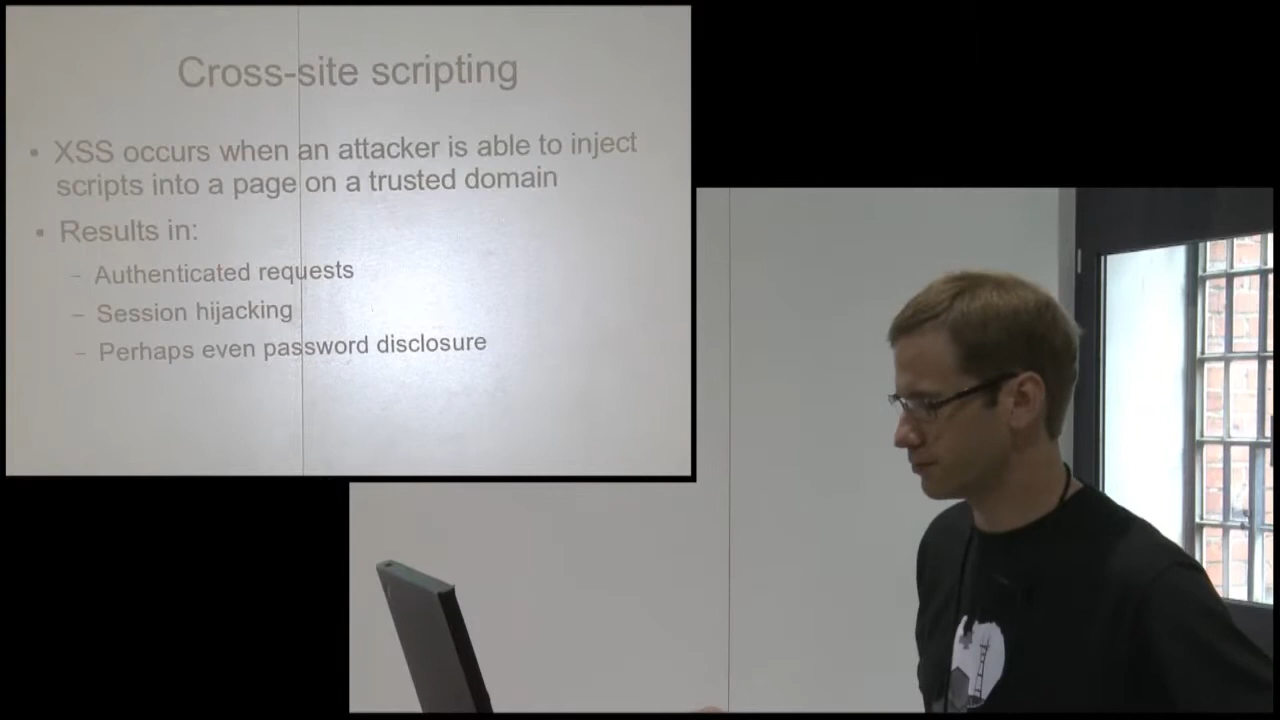 Cross-site scripting
• XSS occurs when an attacker is able to inject
scripts into a page on a trusted domain
• Results in:
– Authenticated requests
– Session hijacking
– Perhaps even password disclosure